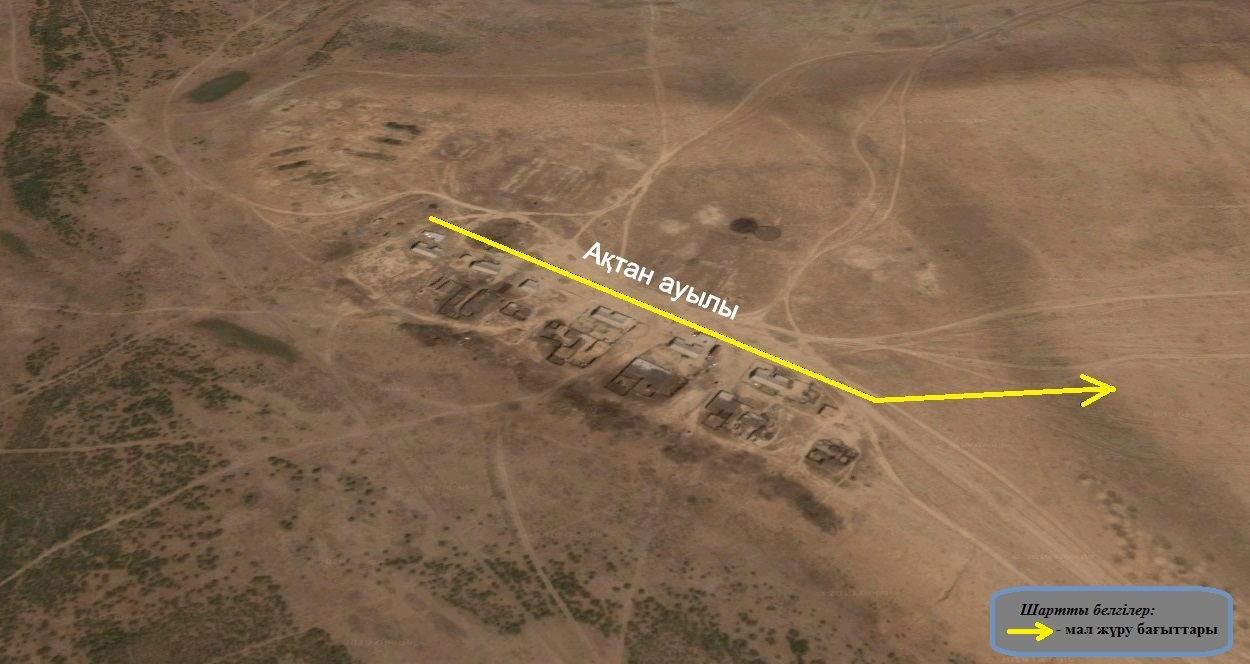 Ақтан ауылы
Шартты белгілер:
- мал жүру бағыттары